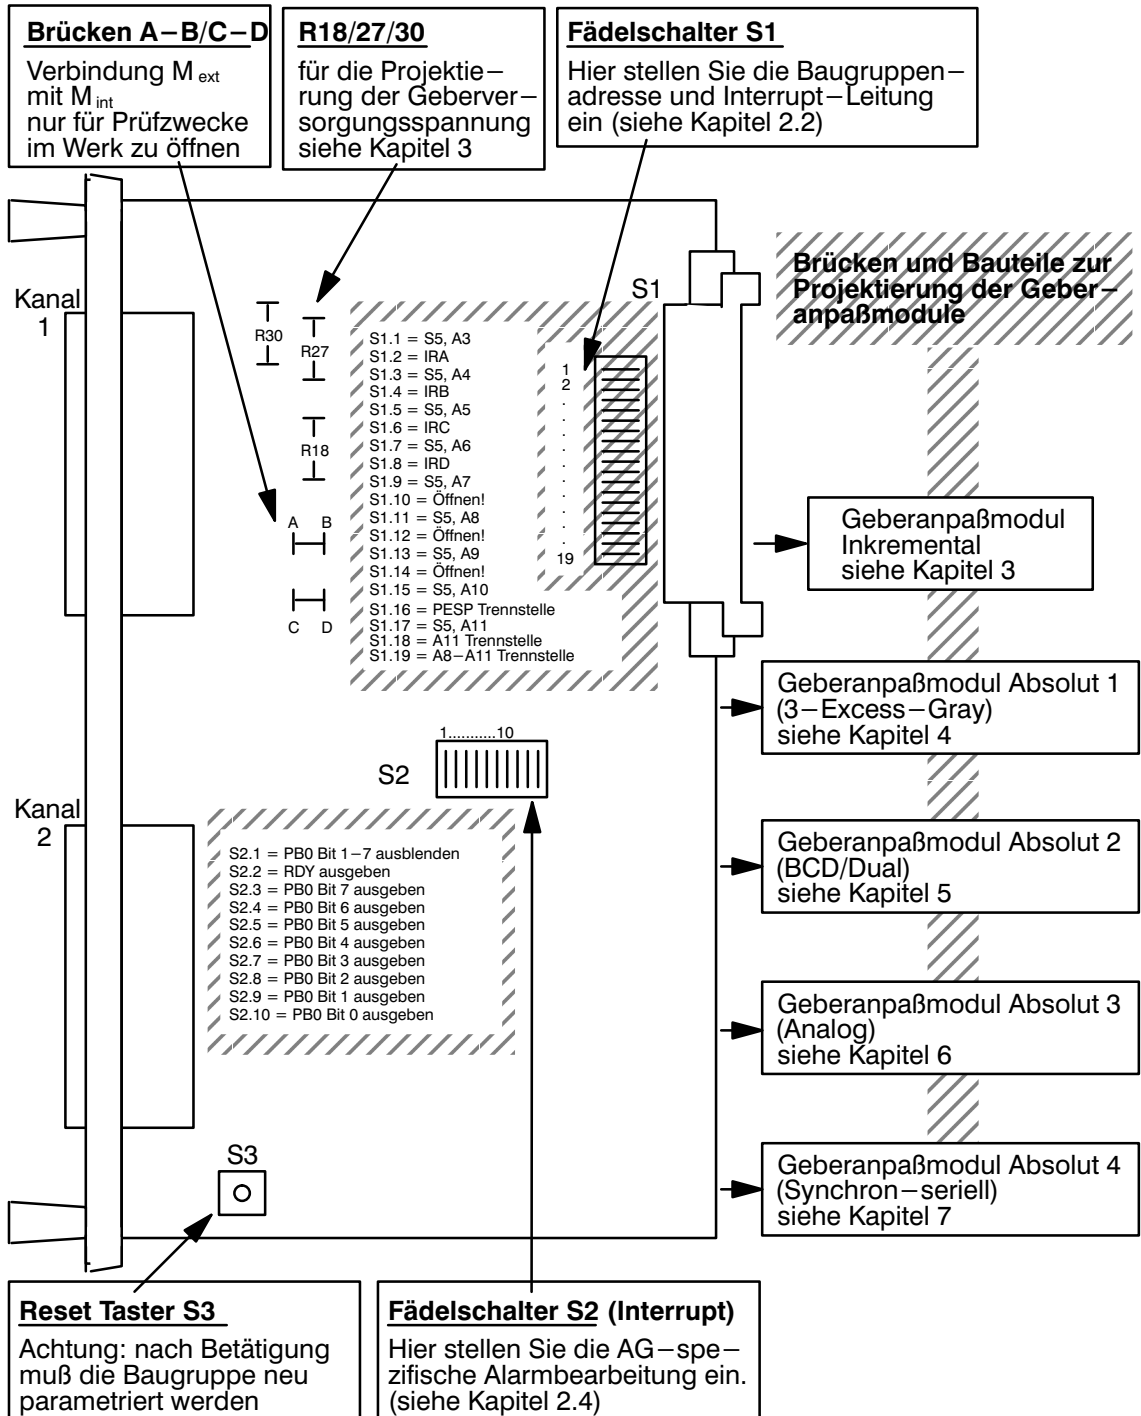 Brücken A–B/C–D
Verbindung M ext
mit M int
nur für Prüfzwecke
im Werk zu öffnen
R18/27/30
für die Projektie–
rung der Geberver–
sorgungsspannung
siehe Kapitel 3
Fädelschalter S1
Hier stellen Sie die Baugruppen–
adresse und Interrupt–Leitung
ein (siehe Kapitel 2.2)
Brücken und Bauteile zur
Projektierung der Geber–
anpaßmodule
Kanal
1
R30
R27
R18
A B
C D
S1
S1.1 = S5, A3
S1.2 = IRA
S1.3 = S5, A4
S1.4 = IRB
S1.5 = S5, A5
S1.6 = IRC
S1.7 = S5, A6
S1.8 = IRD
S1.9 = S5, A7
S1.10 = Öffnen!
S1.11 = S5, A8
S1.12 = Öffnen!
S1.13 = S5, A9
S1.14 = Öffnen!
S1.15 = S5, A10
S1.16 = PESP Trennstelle
S1.17 = S5, A11
S1.18 = A11 Trennstelle
S1.19 = A8–A11 Trennstelle
1
2
.
.
.
.
.
.
.
.
.
.
19
Geberanpaßmodul
Inkremental
siehe Kapitel 3
Geberanpaßmodul Absolut 1
(3–Excess–Gray)
siehe Kapitel 4
1...........10
S2
Kanal
2
S2.1 = PB0 Bit 1–7 ausblenden
S2.2 = RDY ausgeben
S2.3 = PB0 Bit 7 ausgeben
S2.4 = PB0 Bit 6 ausgeben
S2.5 = PB0 Bit 5 ausgeben
S2.6 = PB0 Bit 4 ausgeben
S2.7 = PB0 Bit 3 ausgeben
S2.8 = PB0 Bit 2 ausgeben
S2.9 = PB0 Bit 1 ausgeben
S2.10 = PB0 Bit 0 ausgeben
Geberanpaßmodul Absolut 2
(BCD/Dual)
siehe Kapitel 5
Geberanpaßmodul Absolut 3
(Analog)
siehe Kapitel 6
Geberanpaßmodul Absolut 4
(Synchron–seriell)
siehe Kapitel 7
S3
Reset Taster S3
Achtung: nach Betätigung
muß die Baugruppe neu
parametriert werden
Fädelschalter S2 (Interrupt)
Hier stellen Sie die AG–spe–
zifische Alarmbearbeitung ein.
(siehe Kapitel 2.4)